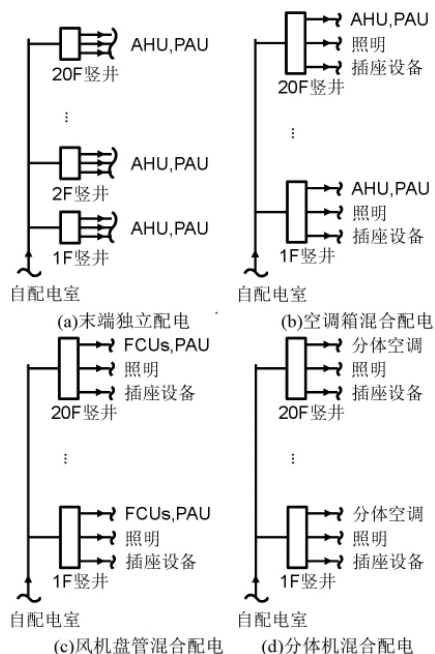 AHU,PAU
20F竖井
...
AHU,PAU
2F竖井
AHU,PAU
1F竖井
自配电室
(a)末端独立配电
AHU,PAU
照明
20F竖井
插座设备
...
AHU,PAU
照明
插座设备
1F竖井
自配电室
(b)空调箱混合配电
FCUs,PAU
照明
插座设备
20F竖井
...
FCUs,PAU
照明
插座设备
1F竖井
自配电室
(c)风机盘管混合配电
分体空调
照明
插座设备
20F竖井
...
分体空调
照明
插座设备
1F竖井
自配电室
(d)分体机混合配电